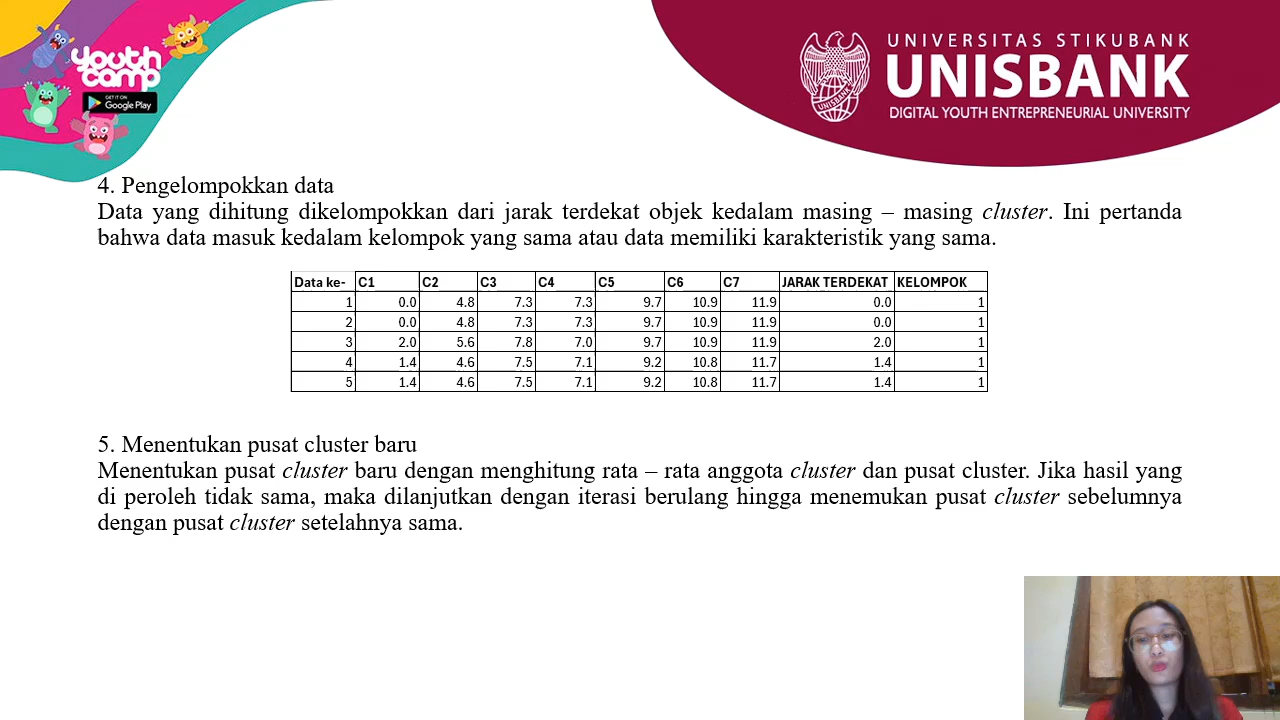 youth
camp
GET IT ON
Google Play
UNIVERSITAS STIKUBANK
UNISBANK
DIGITAL YOUTH ENTREPRENEURIAL UNIVERSITY
UNISBANK
4. Pengelompokkan data
Data yang dihitung dikelompokkan dari jarak terdekat objek kedalam masing – masing cluster. Ini pertanda
bahwa data masuk kedalam kelompok yang sama atau data memiliki karakteristik yang sama.
Data ke- C1 C2 C3 C4 C5 C6 C7 JARAK TERDEKAT KELOMPOK
1 0.0 4.8 7.3 7.3 9.7 10.9 11.9 0.0 1
2 0.0 4.8 7.3 7.3 9.7 10.9 11.9 0.0 1
3 2.0 5.6 7.8 7.0 9.7 10.9 11.9 2.0 1
4 1.4 4.6 7.5 7.1 9.2 10.8 11.7 1.4 1
5 1.4 4.6 7.5 7.1 9.2 10.8 11.7 1.4 1
5. Menentukan pusat cluster baru
Menentukan pusat cluster baru dengan menghitung rata – rata anggota cluster dan pusat cluster. Jika hasil yang
di peroleh tidak sama, maka dilanjutkan dengan iterasi berulang hingga menemukan pusat cluster sebelumnya
dengan pusat cluster setelahnya sama.